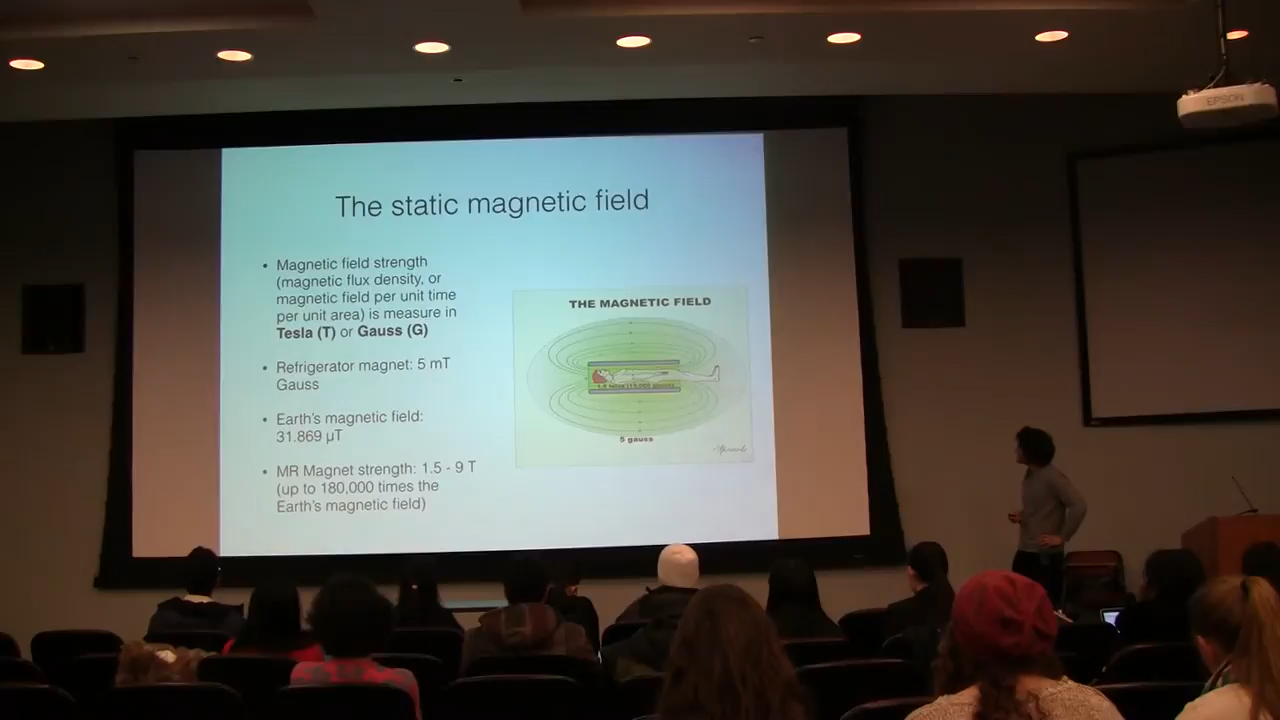 EPSON
The static magnetic field
• Magnetic field strength
(magnetic flux density, or
magnetic field per unit time
per unit area) is measure in
Tesla (T) or Gauss (G)
• Refrigerator magnet: 5 mT
Gauss
• Earth's magnetic field:
31.869 µT
• MR Magnet strength: 1.5 - 9 T
(up to 180,000 times the
Earth's magnetic field)
THE MAGNETIC FIELD
5 gauss